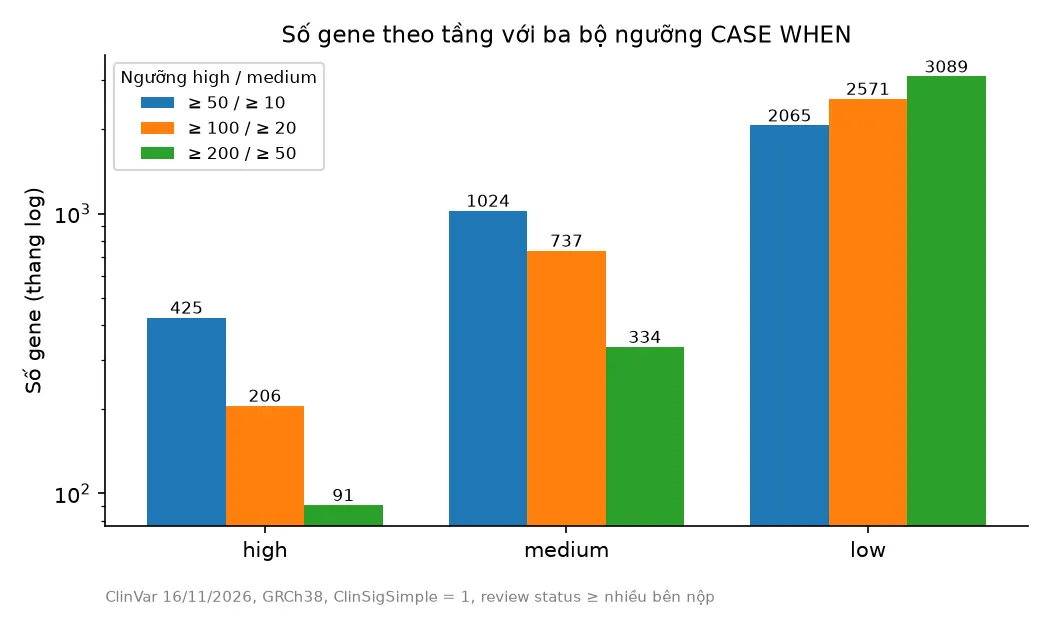 Số gene theo tầng với ba bộ ngưỡng CASE WHEN
Ngưỡng high / medium
≥ 50 / ≥ 10
≥ 100 / ≥ 20
≥ 200 / ≥ 50
Số gene (thang log)
10³
10²
425
206
91
1024
737
334
2065
2571
3089
high
medium
low
ClinVar 16/11/2026, GRCh38, ClinSigSimple = 1, review status ≥ nhiều bên nộp